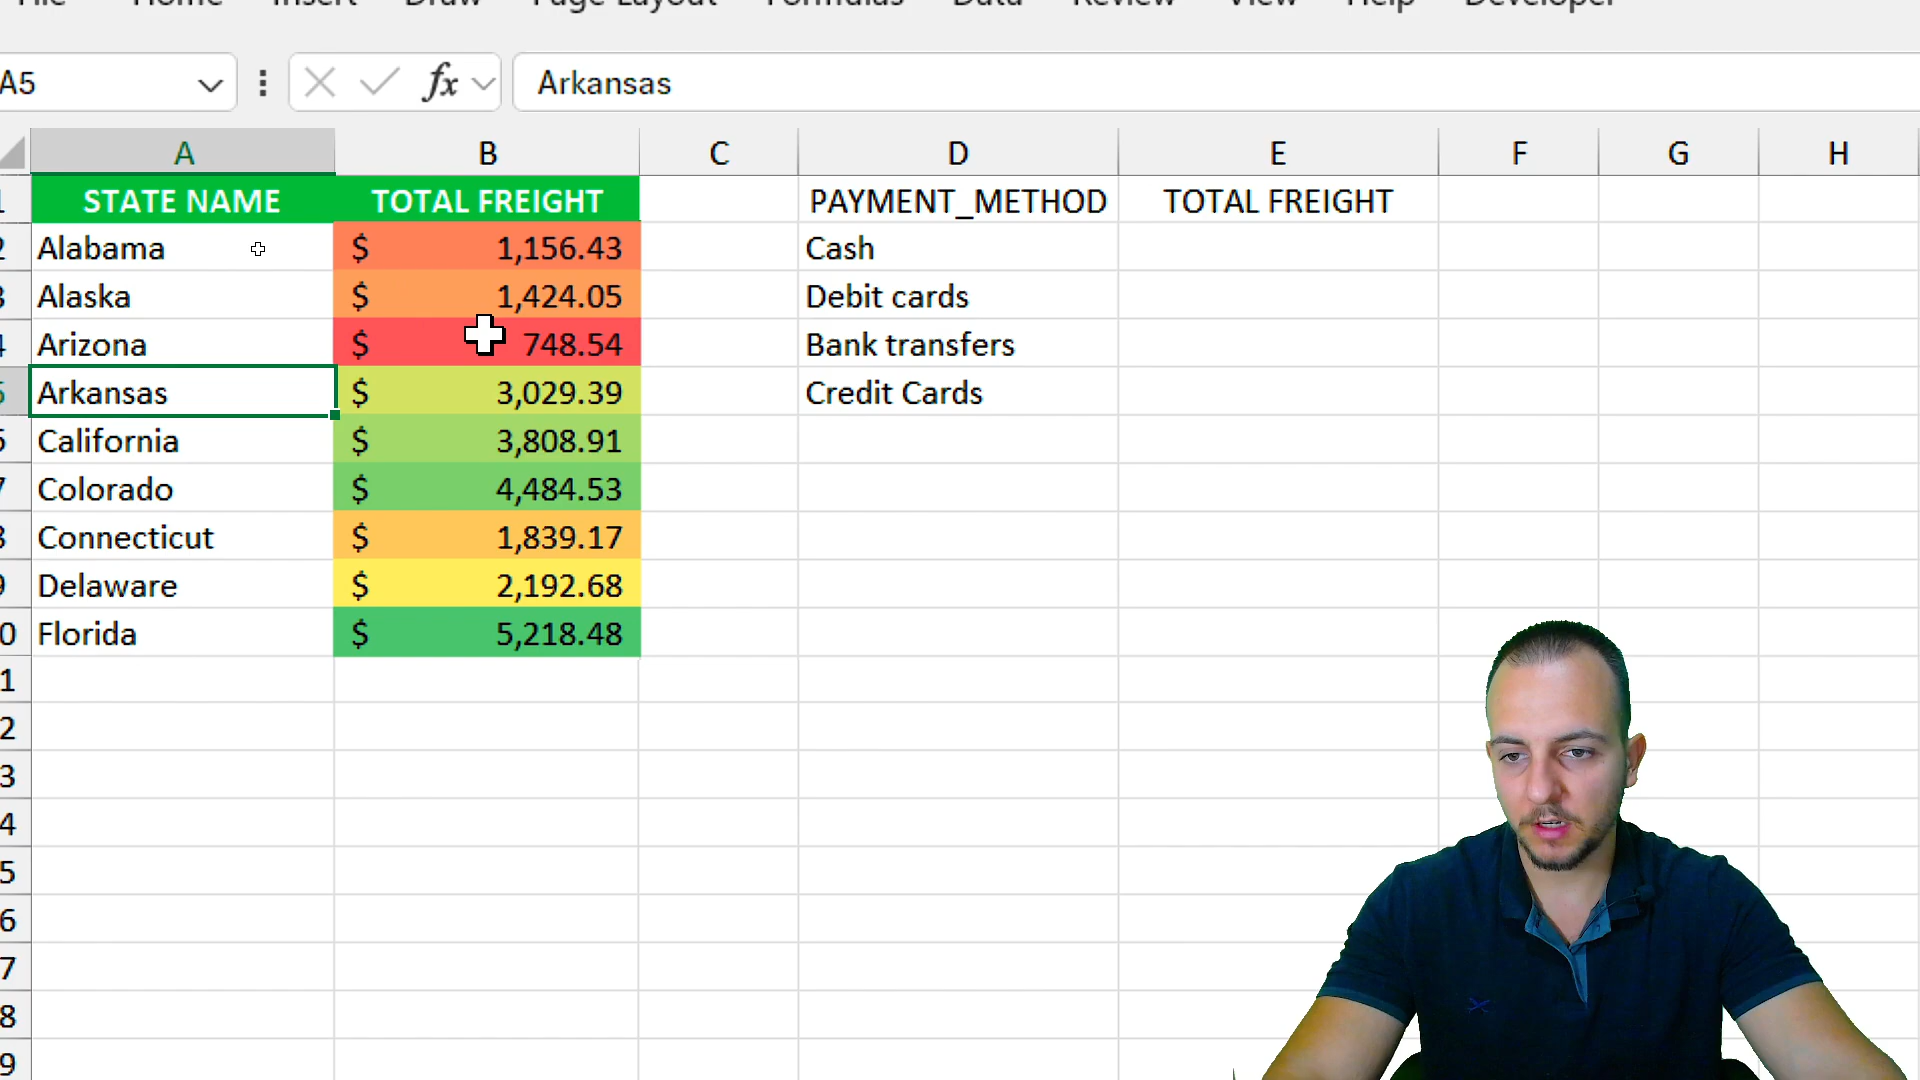 Home Insert Draw Page Layout Formulas Data Review View Help Developer
A5 fx Arkansas
A B C D E F G H
STATE NAME TOTAL FREIGHT PAYMENT_METHOD TOTAL FREIGHT
Alabama $ 1,156.43 Cash
Alaska $ 1,424.05 Debit cards
Arizona $ 748.54 Bank transfers
Arkansas $ 3,029.39 Credit Cards
California $ 3,808.91
Colorado $ 4,484.53
Connecticut $ 1,839.17
Delaware $ 2,192.68
Florida $ 5,218.48